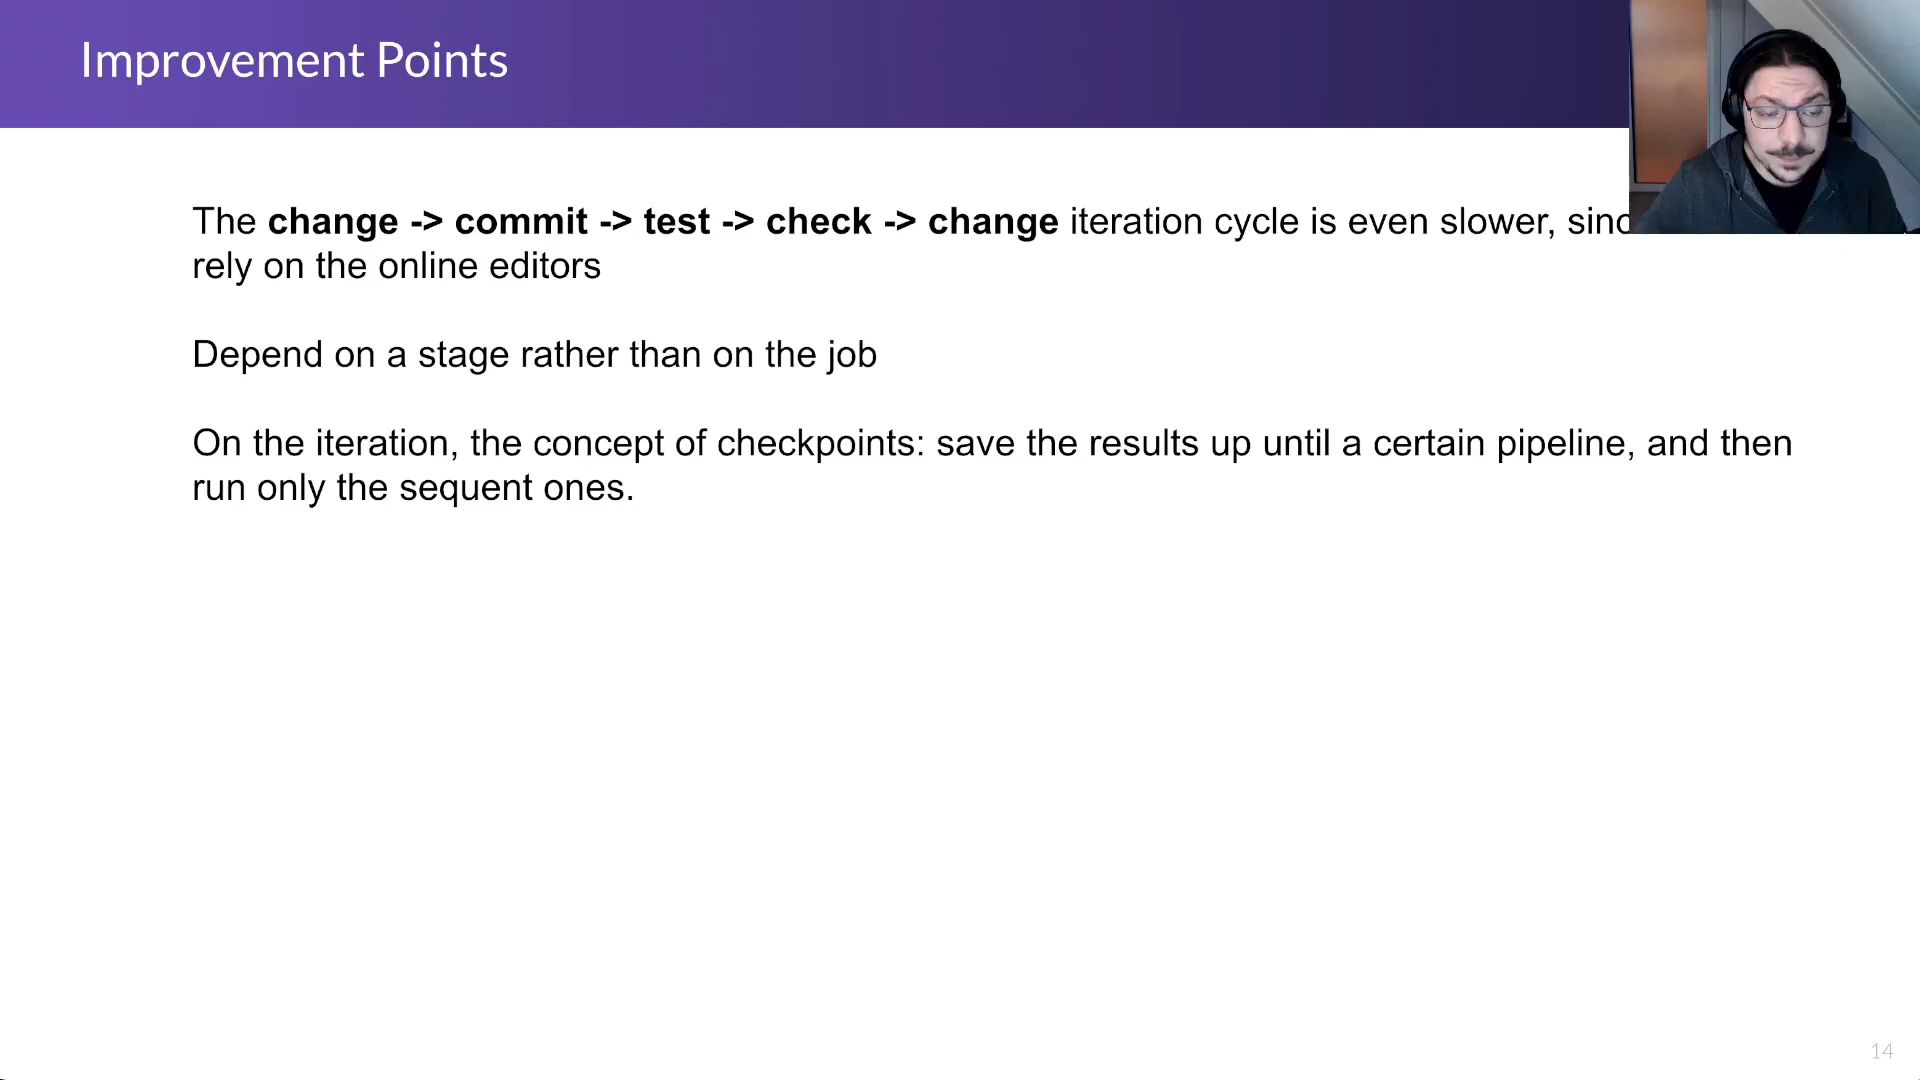 Improvement Points
The change -> commit -> test -> check -> change iteration cycle is even slower,
rely on the online editors
Depend on a stage rather than on the job
On the iteration, the concept of checkpoints: save the results up until a certain pipeline, and then
run only the sequent ones.
14